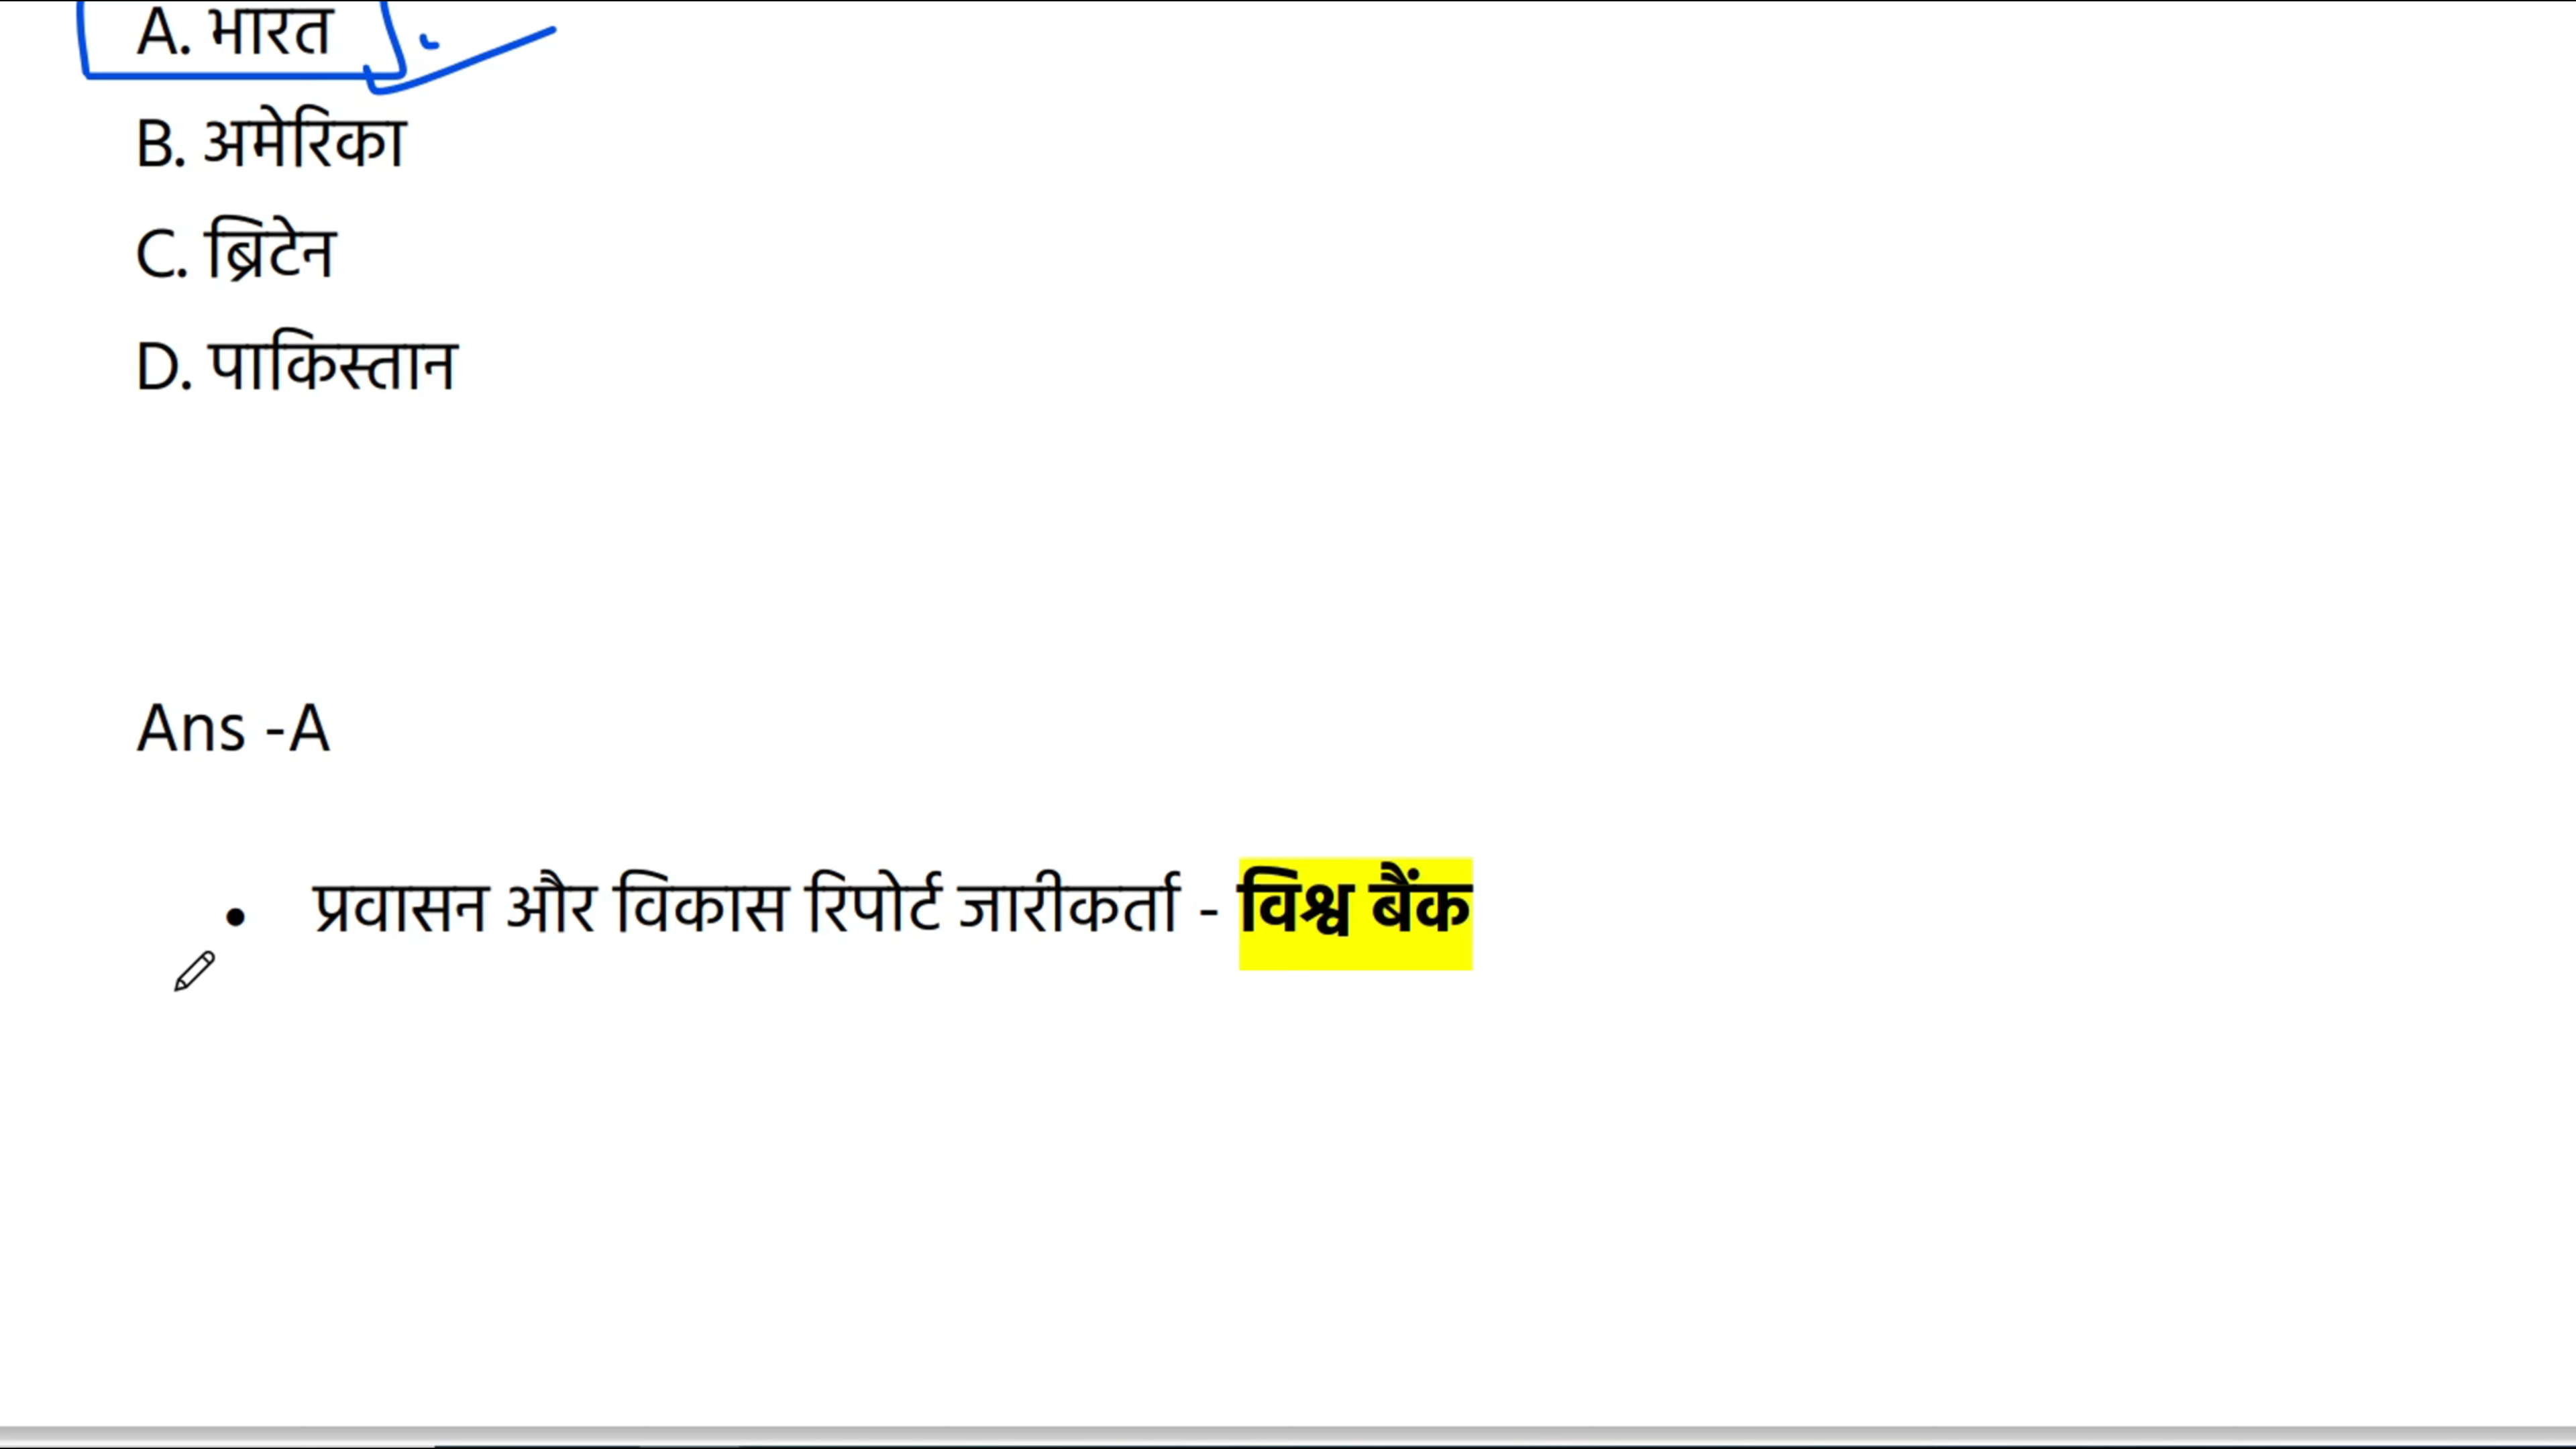 A. भारत
B. अमेरिका
C. ब्रिटेन
D. पाकिस्तान
Ans -A
• प्रवासन और विकास रिपोर्ट जारीकर्ता - विश्व बैंक